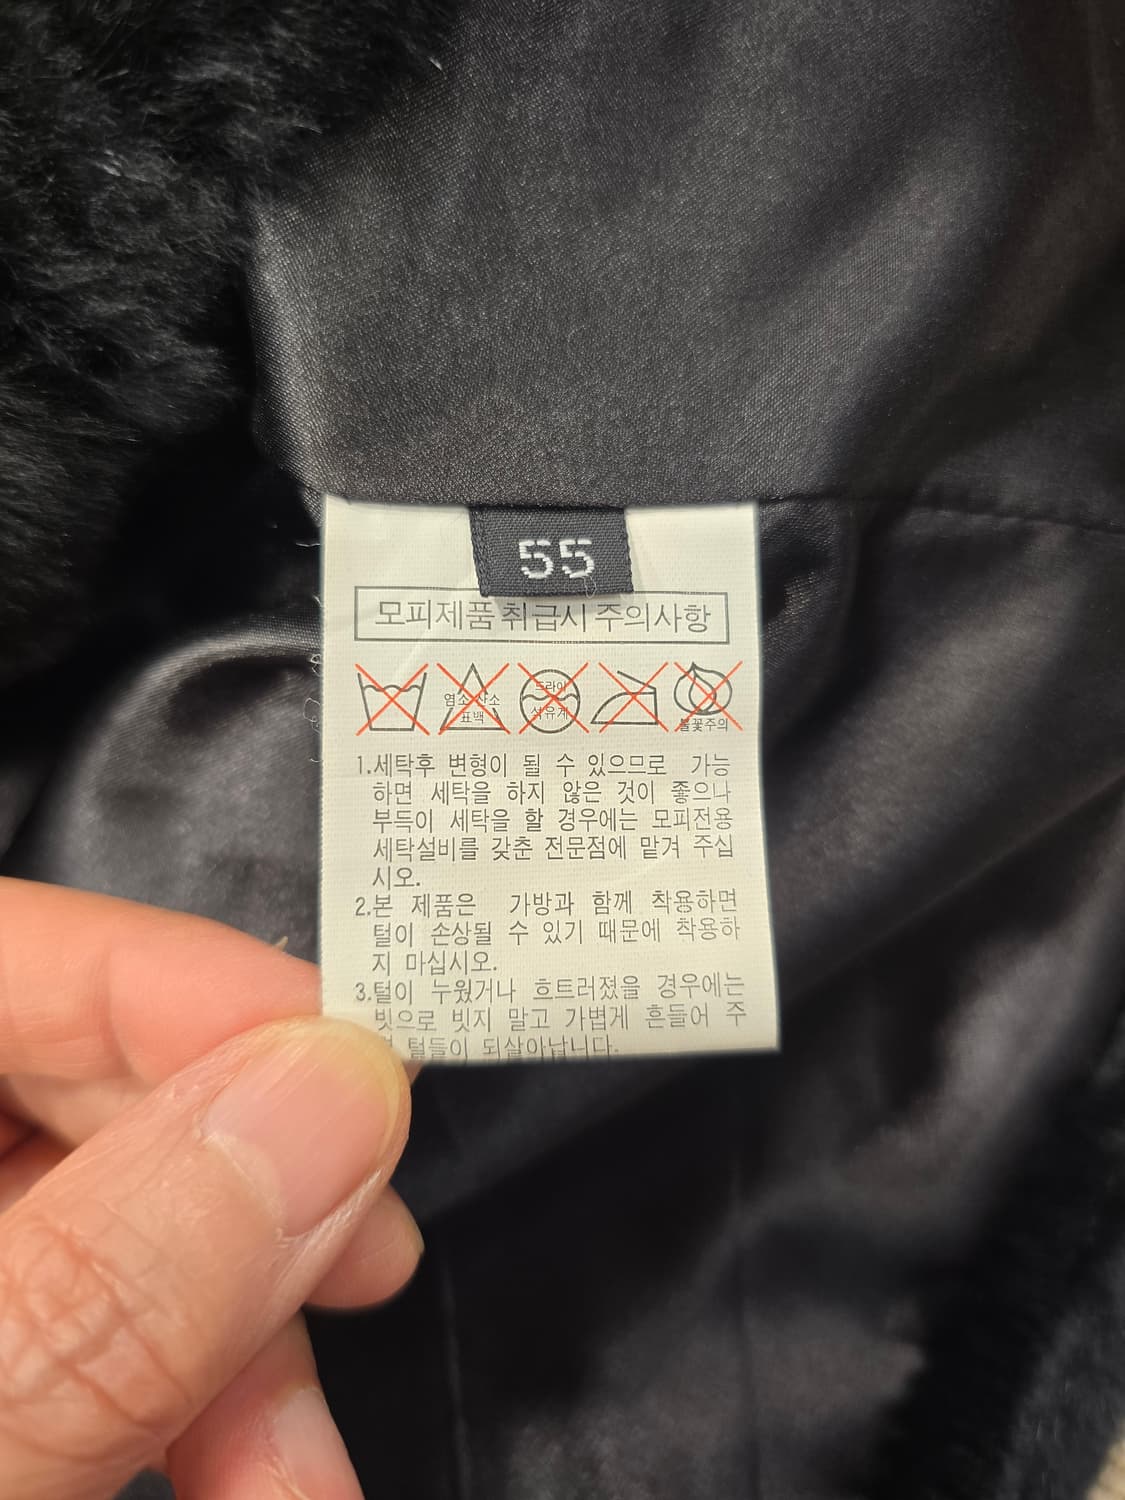 55
모피제품 취급시 주의사항
염소,산소
표백
드라이
석유계
불꽃주의
1.세탁후 변형이 될 수 있으므로 가능
하면 세탁을 하지 않은 것이 좋으나
부득이 세탁을 할 경우에는 모피전용
세탁설비를 갖춘 전문점에 맡겨 주십
시오.
2.본 제품은 가방과 함께 착용하면
털이 손상될 수 있기 때문에 착용하
지 마십시오.
3.털이 누웠거나 흐트러졌을 경우에는
빗으로 빗지 말고 가볍게 흔들어 주
털들이 되살아납니다.